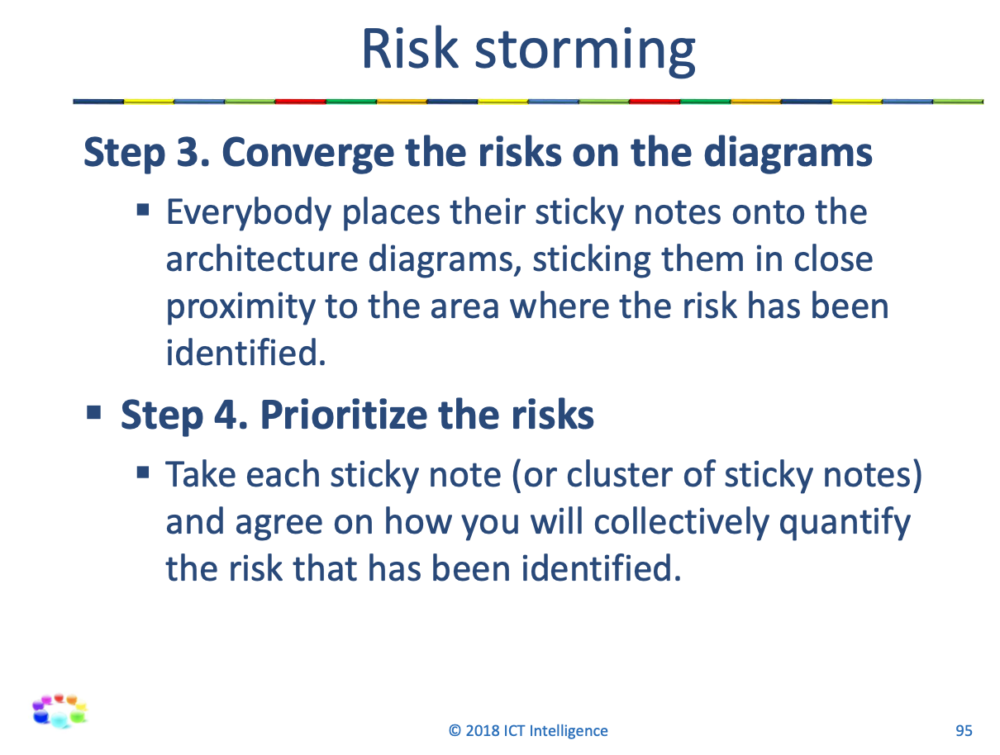 Risk storming
Step 3. Converge the risks on the diagrams
▪ Everybody places their sticky notes onto the
architecture diagrams, sticking them in close
proximity to the area where the risk has been
identified.
▪ Step 4. Prioritize the risks
▪ Take each sticky note (or cluster of sticky notes)
and agree on how you will collectively quantify
the risk that has been identified.
© 2018 ICT Intelligence
95